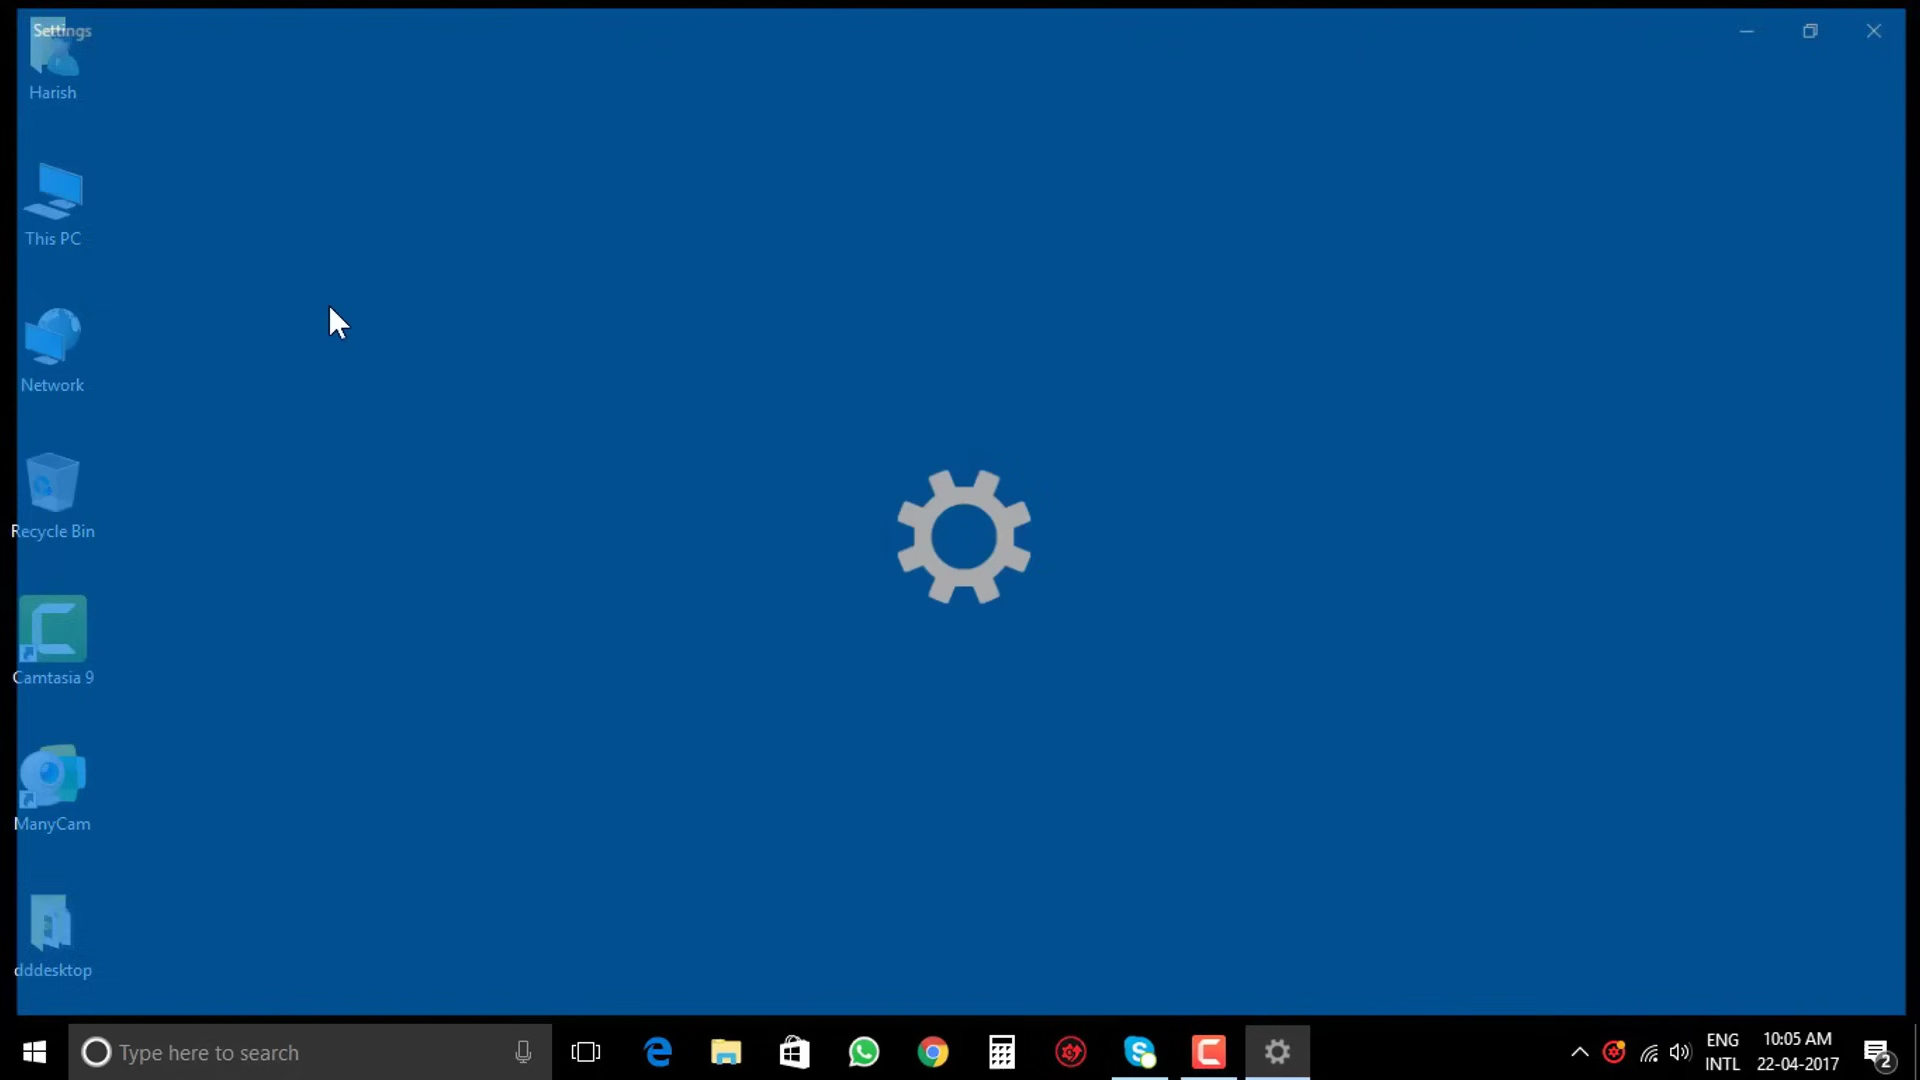 Settings
Harish
This PC
Network
Recycle Bin
Camtasia 9
ManyCam
dddesktop
Type here to search
ENG
INTL
10:05 AM
22-04-2017
2